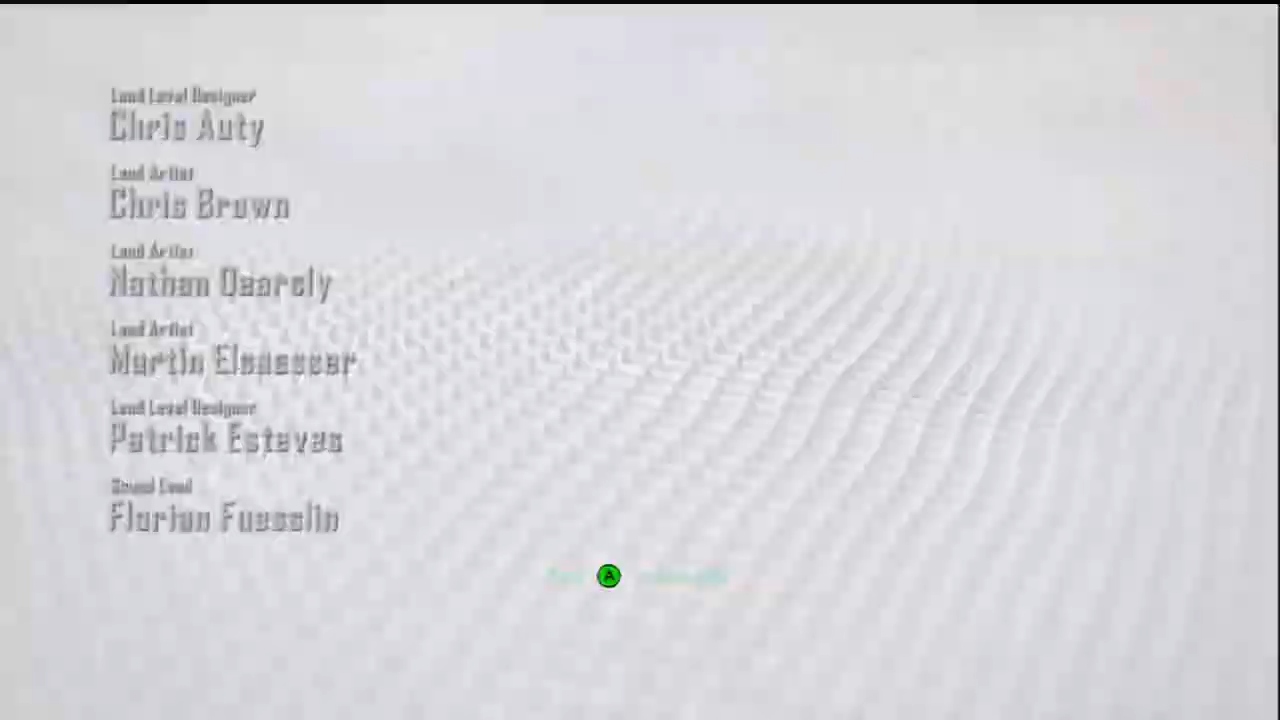 Lead Level Designer
Chris Auty
Lead Artist
Chris Brown
Lead Artist
Nathan Dearsly
Lead Artist
Martin Elsaesser
Lead Level Designer
Patrick Esteves
Sound Lead
Florian Fuesslin
A